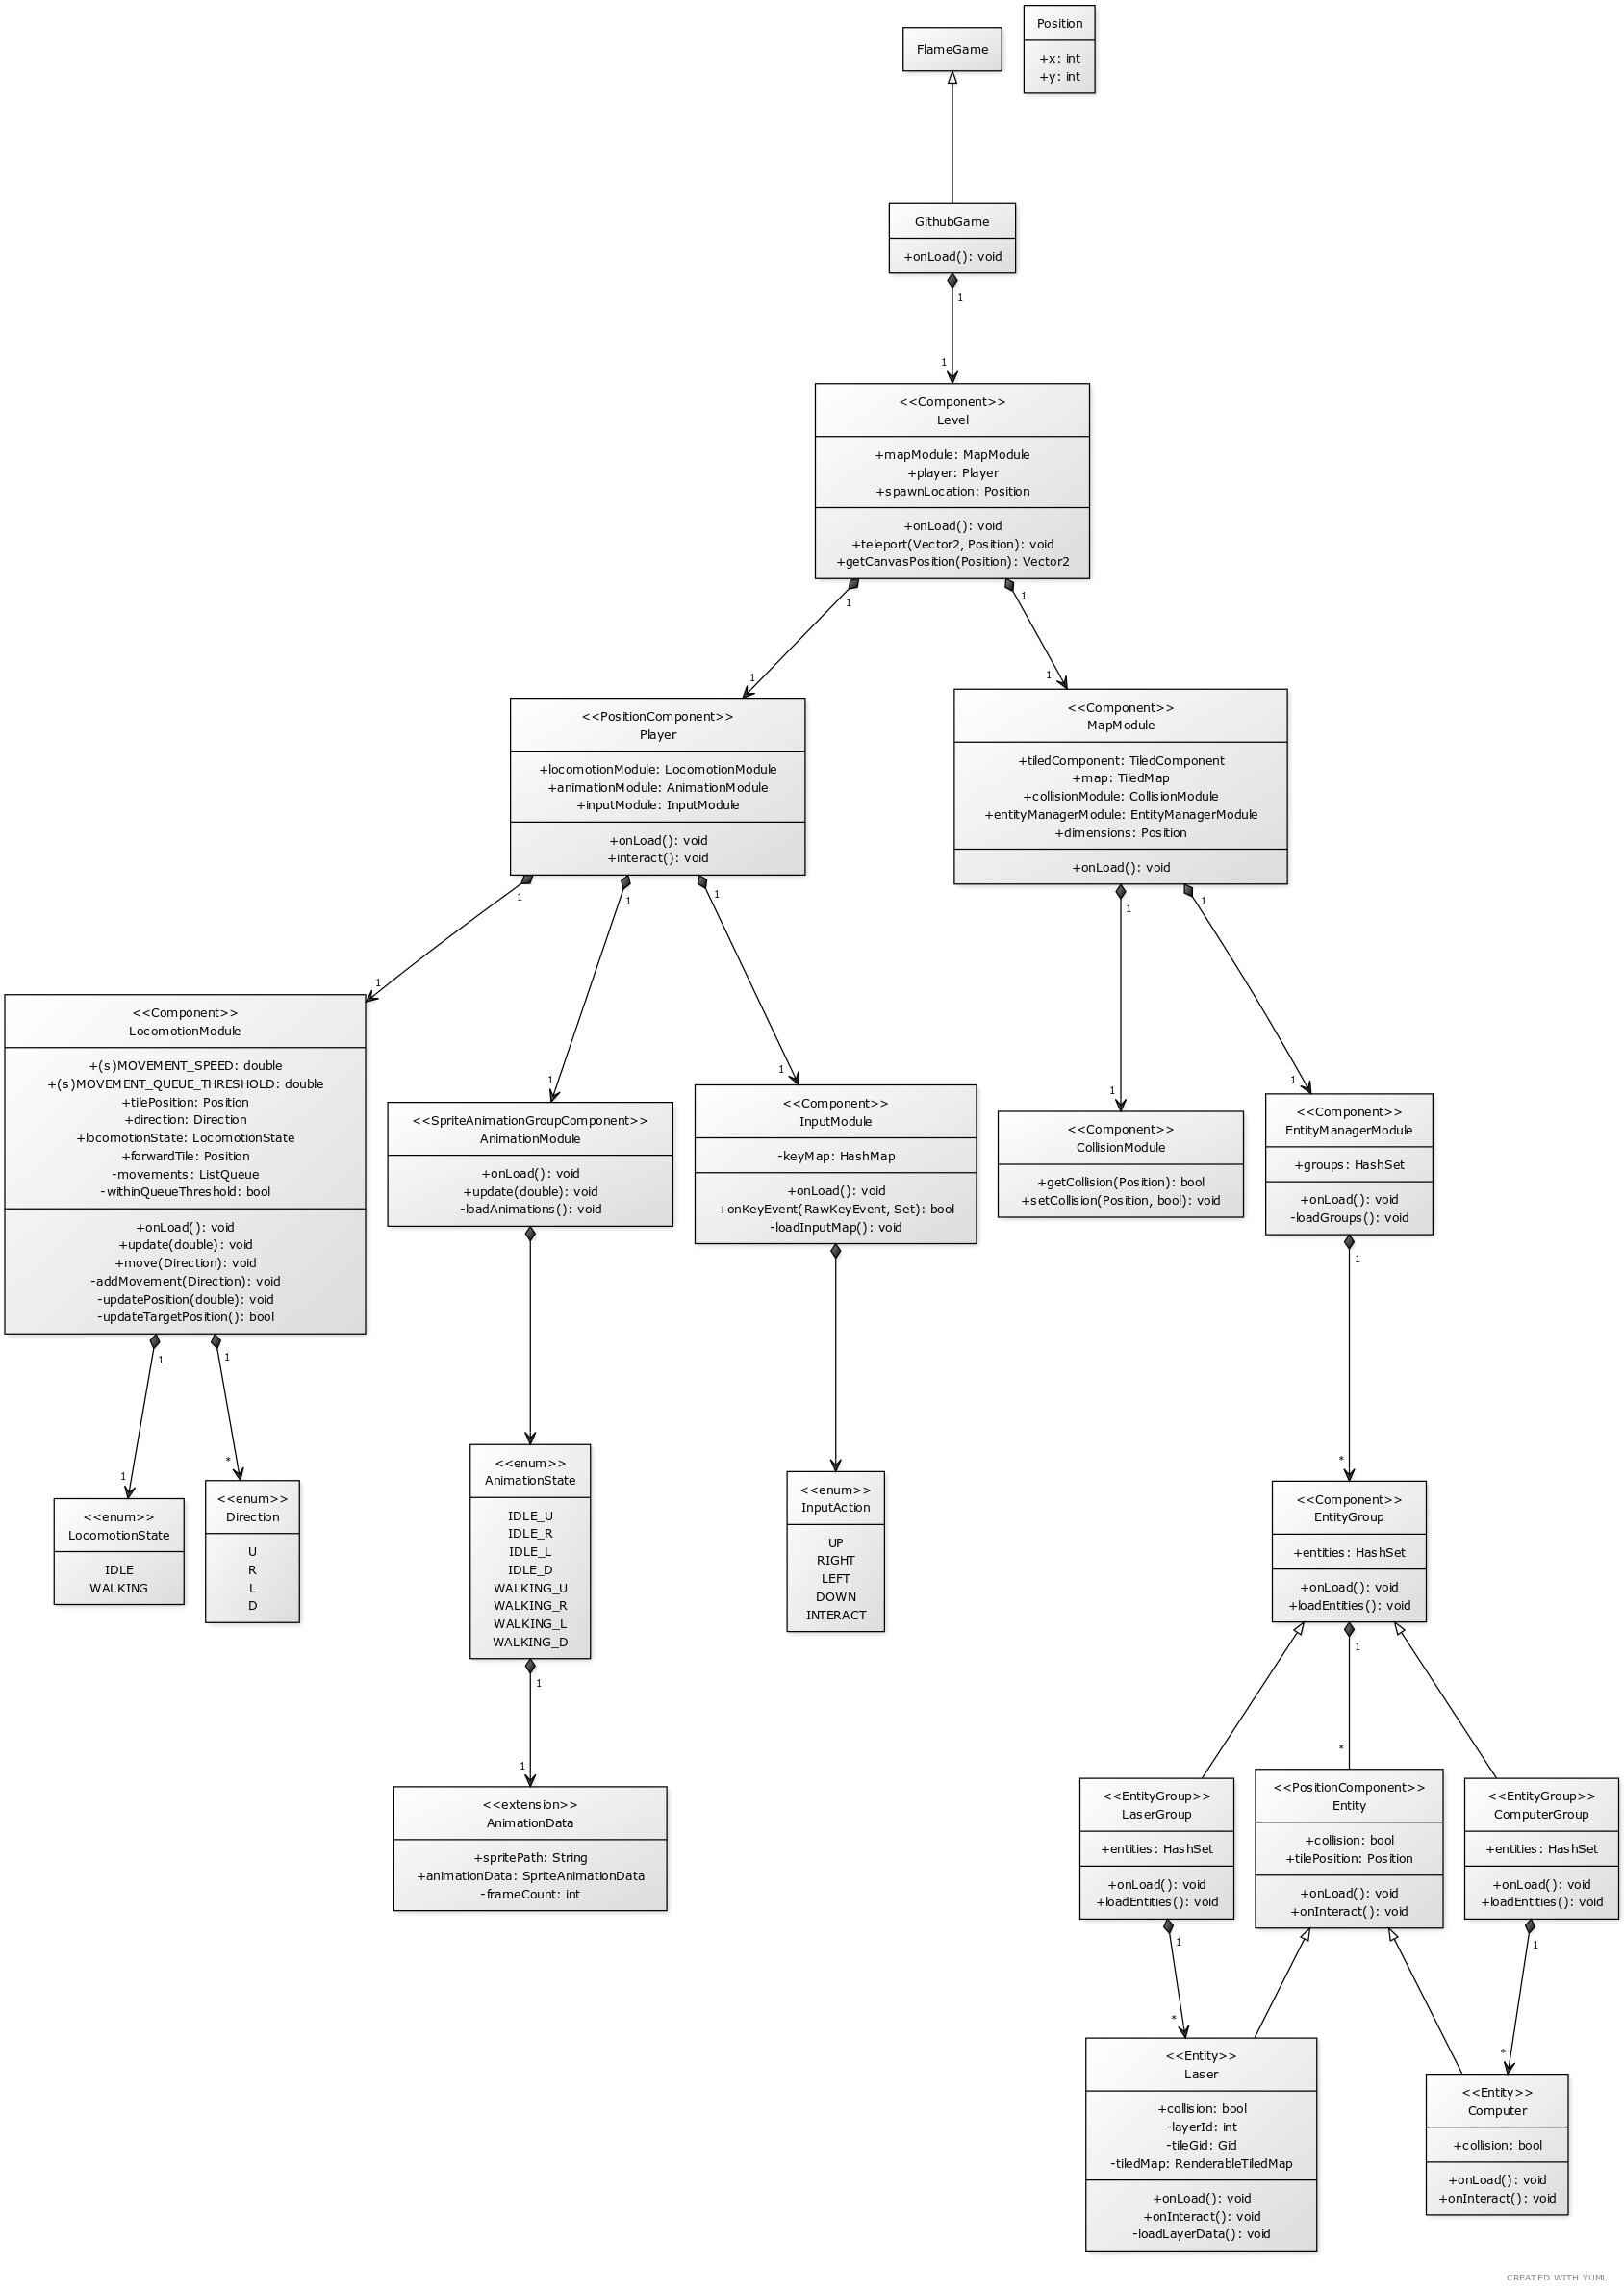 FlameGame
Position
+x: int
+y: int
GithubGame
+onLoad(): void
1
1
<<Component>>
Level
+mapModule: MapModule
+player: Player
+spawnLocation: Position
+onLoad(): void
+teleport(Vector2, Position): void
+getCanvasPosition(Position): Vector2
1
1
1
1
<<PositionComponent>>
Player
+locomotionModule: LocomotionModule
+animationModule: AnimationModule
+inputModule: InputModule
+onLoad(): void
+interact(): void
<<Component>>
MapModule
+tiledComponent: TiledComponent
+map: TiledMap
+collisionModule: CollisionModule
+entityManagerModule: EntityManagerModule
+dimensions: Position
+onLoad(): void
1
1
1
1
1
1
1
1
1
1
<<Component>>
LocomotionModule
+(s)MOVEMENT_SPEED: double
+(s)MOVEMENT_QUEUE_THRESHOLD: double
+tilePosition: Position
+direction: Direction
+locomotionState: LocomotionState
+forwardTile: Position
-movements: ListQueue
-withinQueueThreshold: bool
+onLoad(): void
+update(double): void
+move(Direction): void
-addMovement(Direction): void
-updatePosition(double): void
-updateTargetPosition(): bool
<<SpriteAnimationGroupComponent>>
AnimationModule
+onLoad(): void
+update(double): void
-loadAnimations(): void
<<Component>>
InputModule
-keyMap: HashMap
+onLoad(): void
+onKeyEvent(RawKeyEvent, Set): bool
-loadInputMap(): void
<<Component>>
CollisionModule
+getCollision(Position): bool
+setCollision(Position, bool): void
<<Component>>
EntityManagerModule
+groups: HashSet
+onLoad(): void
-loadGroups(): void
1
1
1
*
1
*
<<enum>>
LocomotionState
IDLE
WALKING
<<enum>>
Direction
U
R
L
D
<<enum>>
AnimationState
IDLE_U
IDLE_R
IDLE_L
IDLE_D
WALKING_U
WALKING_R
WALKING_L
WALKING_D
<<enum>>
InputAction
UP
RIGHT
LEFT
DOWN
INTERACT
<<Component>>
EntityGroup
+entities: HashSet
+onLoad(): void
+loadEntities(): void
1
1
1
*
<<extension>>
AnimationData
+spritePath: String
+animationData: SpriteAnimationData
-frameCount: int
<<EntityGroup>>
LaserGroup
+entities: HashSet
+onLoad(): void
+loadEntities(): void
<<PositionComponent>>
Entity
+collision: bool
+tilePosition: Position
+onLoad(): void
+onInteract(): void
<<EntityGroup>>
ComputerGroup
+entities: HashSet
+onLoad(): void
+loadEntities(): void
1
*
1
*
<<Entity>>
Laser
+collision: bool
-layerId: int
-tileGid: Gid
-tiledMap: RenderableTiledMap
+onLoad(): void
+onInteract(): void
-loadLayerData(): void
<<Entity>>
Computer
+collision: bool
+onLoad(): void
+onInteract(): void
CREATED WITH YUML